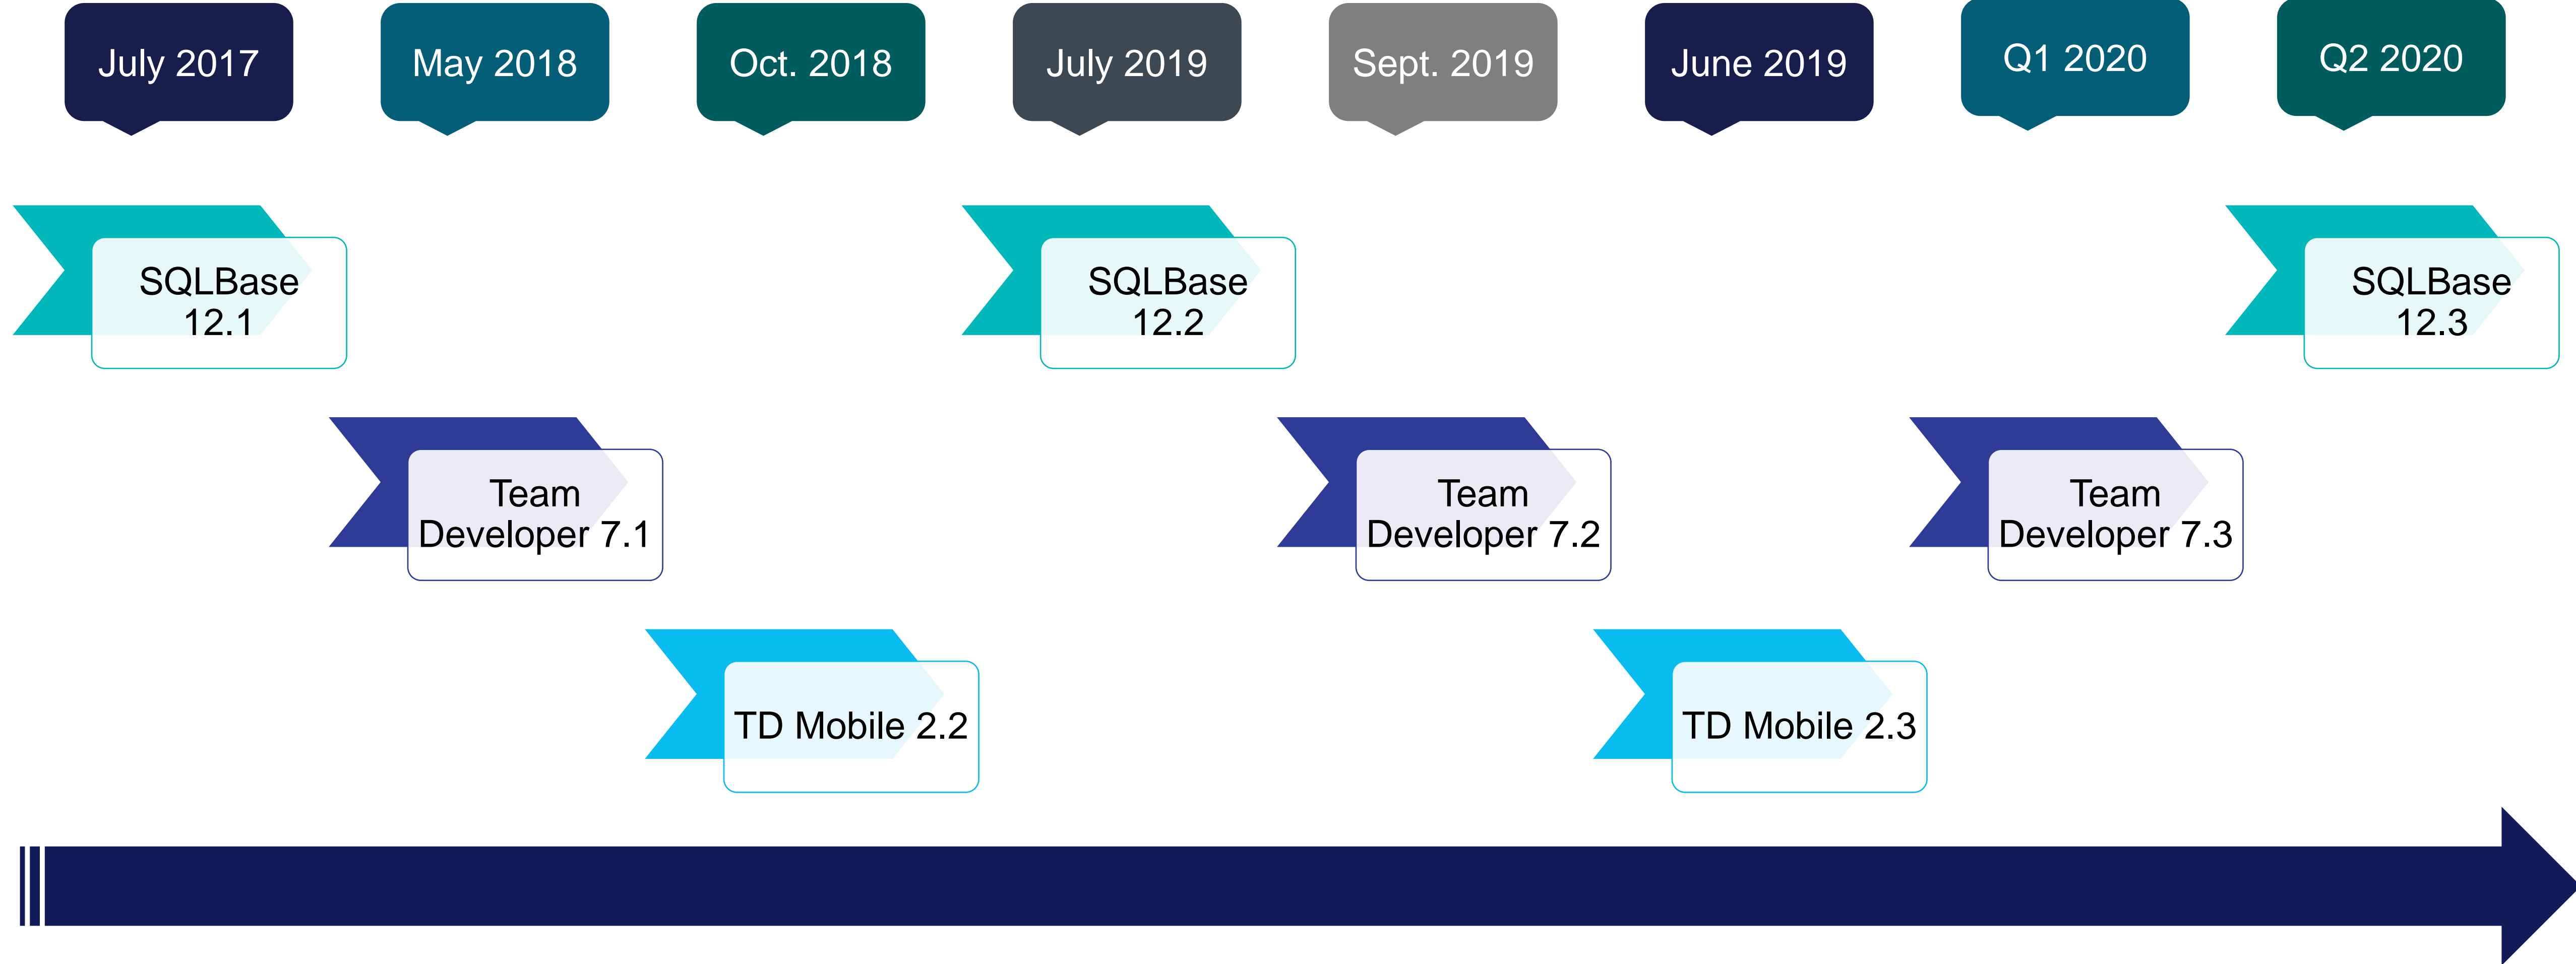 July 2017
May 2018
Oct. 2018
July 2019
Sept. 2019
June 2019
Q1 2020
Q2 2020
SQLBase
12.1
SQLBase
12.2
SQLBase
12.3
Team
Developer 7.1
Team
Developer 7.2
Team
Developer 7.3
TD Mobile 2.2
TD Mobile 2.3